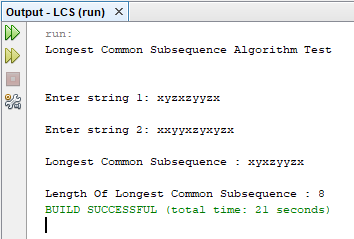 Output - LCS (run) ×
run:
Longest Common Subsequence Algorithm Test
Enter string 1: xyzxzyyzx
Enter string 2: xxyyxzyxyzx
Longest Common Subsequence : xyxzyyzx
Length Of Longest Common Subsequence : 8
BUILD SUCCESSFUL (total time: 21 seconds)